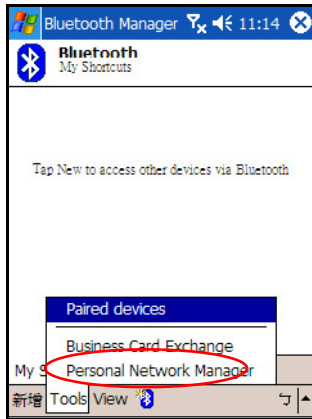 Bluetooth Manager 11:14
Bluetooth
My Shortcuts
Tap New to access other devices via Bluetooth
Paired devices
Business Card Exchange
My S
Personal Network Manager
新增 Tools View ㄅ